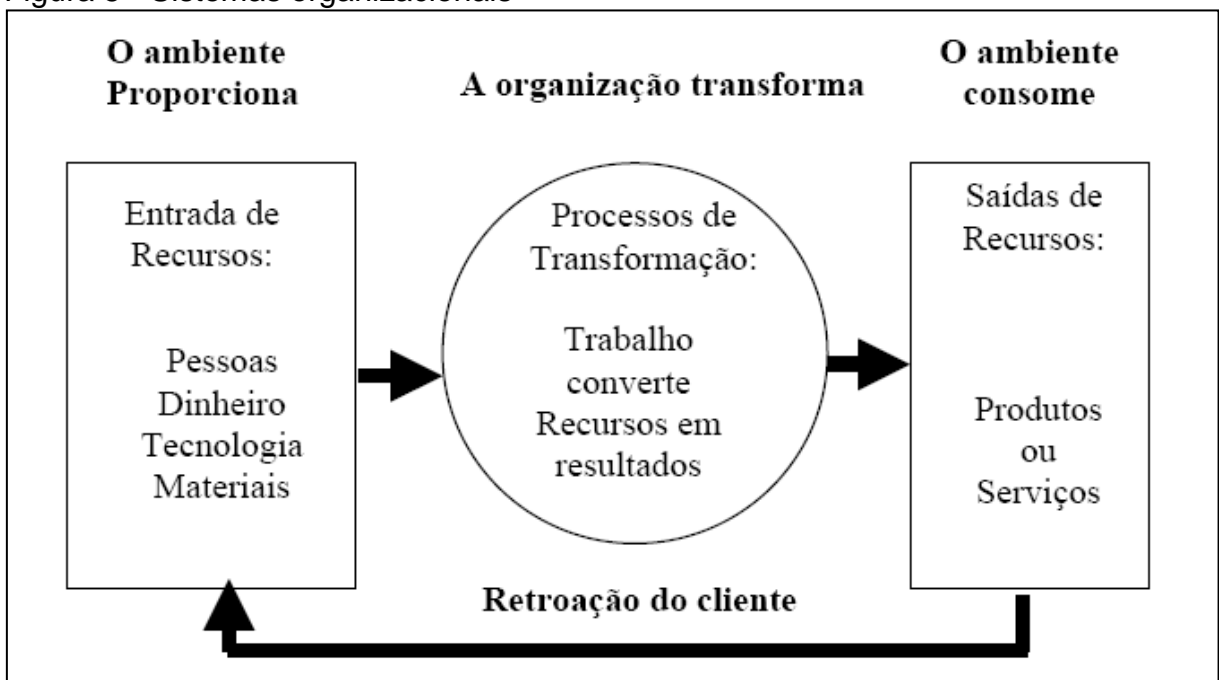 O ambiente
Proporciona
A organização transforma
O ambiente
consome
Entrada de
Recursos:
Pessoas
Dinheiro
Tecnologia
Materiais
Processos de
Transformação:
Trabalho
converte
Recursos em
resultados
Saídas de
Recursos:
Produtos
ou
Serviços
Retroação do cliente